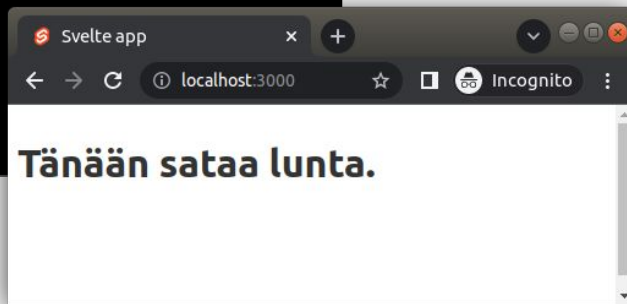 Svelte app
localhost:3000
Incognito
Tänään sataa lunta.